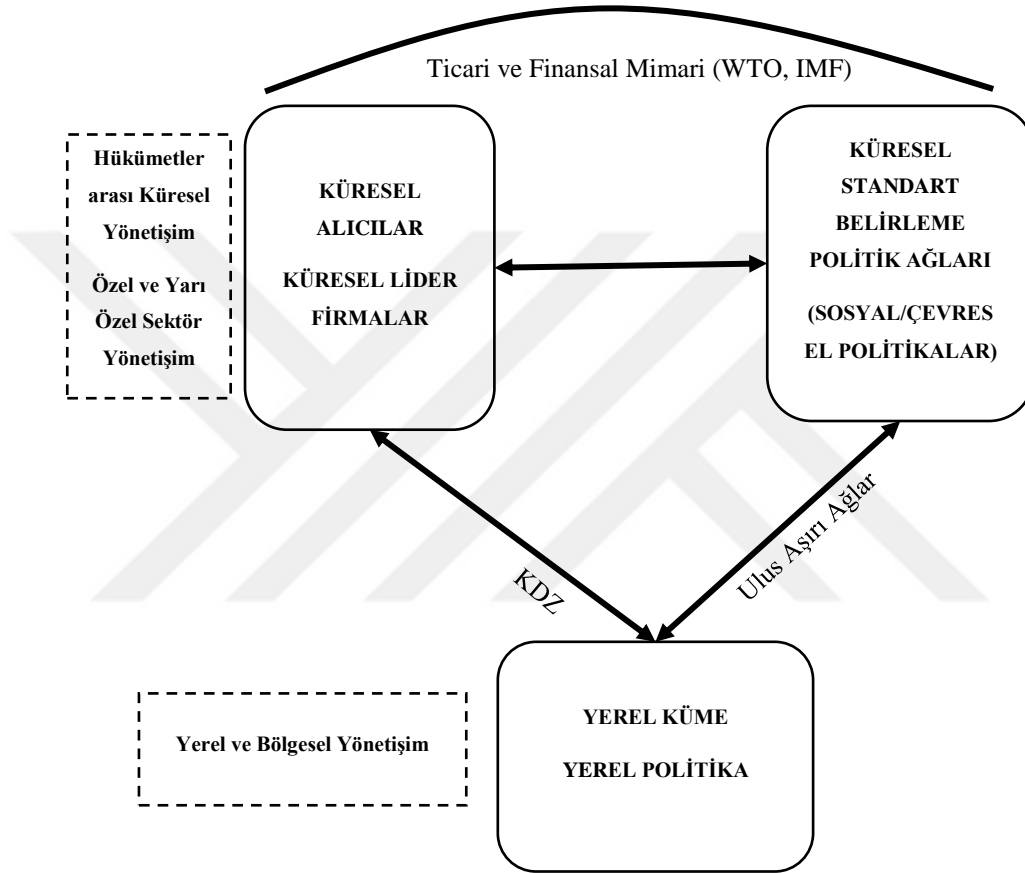 Ticari ve Finansal Mimari (WTO, IMF)
Hükümetler
arası Küresel
Yönetişim
Özel ve Yarı
Özel Sektör
Yönetişim
KÜRESEL
ALICILAR
KÜRESEL LİDER
FİRMALAR
KÜRESEL
STANDART
BELİRLEME
POLİTİK AĞLARI
(SOSYAL/ÇEVRES
EL POLİTİKALAR)
KDZ
Ulus Aşırı Ağlar
Yerel ve Bölgesel Yönetişim
YEREL KÜME
YEREL POLİTİKA